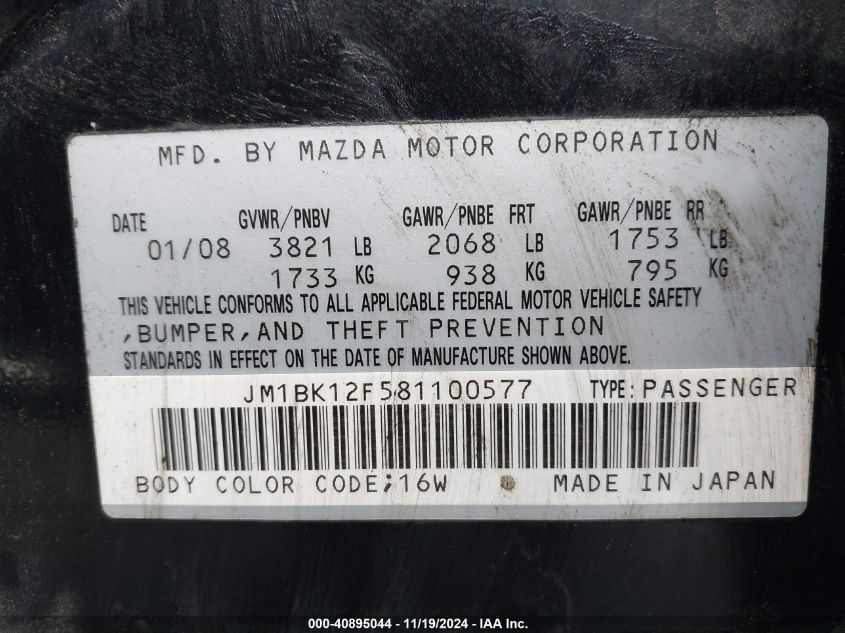 MFD. BY MAZDA MOTOR CORPORATION
DATE GVWR/PNBV GAWR/PNBE FRT GAWR/PNBE RR
01/08 3821 LB 2068 LB 1753 LB
1733 KG 938 KG 795 KG
THIS VEHICLE CONFORMS TO ALL APPLICABLE FEDERAL MOTOR VEHICLE SAFETY
,BUMPER,AND THEFT PREVENTION
STANDARDS IN EFFECT ON THE DATE OF MANUFACTURE SHOWN ABOVE.
JM1BK12F581100577 TYPE:PASSENGER
BODY COLOR CODE;16W MADE IN JAPAN
000-40895044 - 11/19/2024 - IAA Inc.